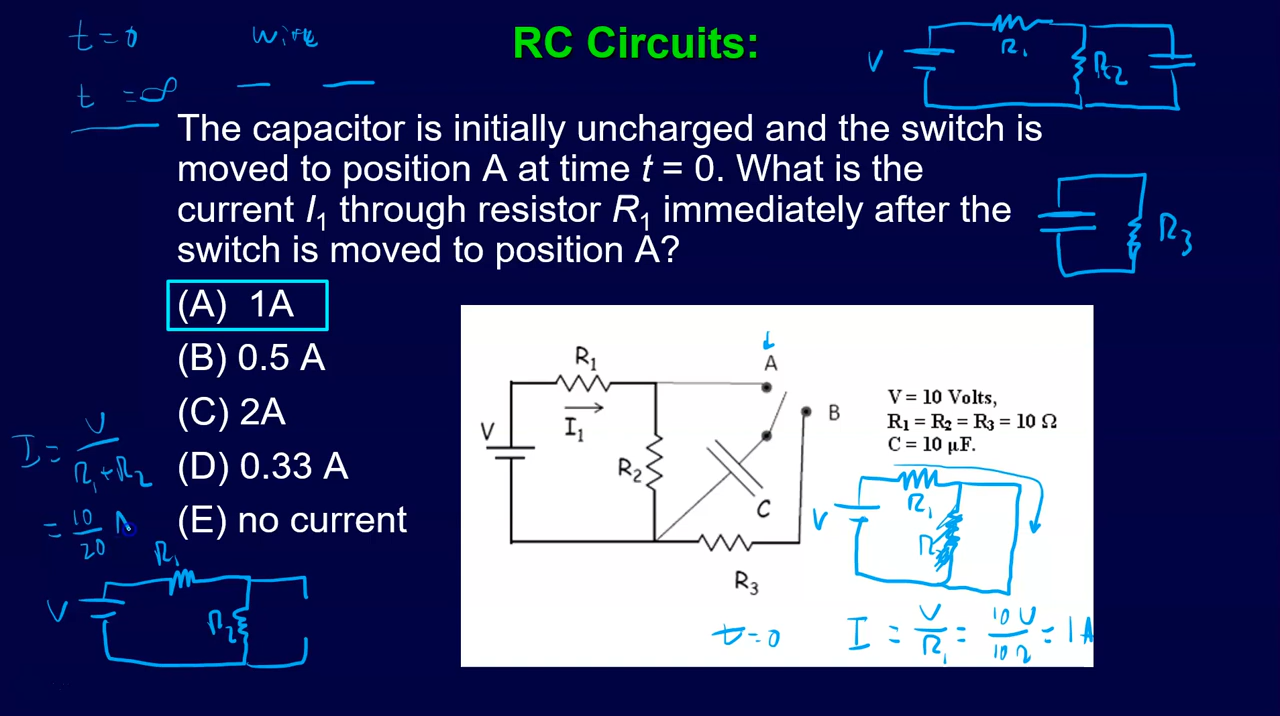 t = 0 wire
RC Circuits:
R1
V
R2
t = ∞ — —
The capacitor is initially uncharged and the switch is
moved to position A at time t = 0. What is the
current I1 through resistor R1 immediately after the
switch is moved to position A?
R3
(A) 1A
(B) 0.5 A
(C) 2A
(D) 0.33 A
(E) no current
I = V / R1 + R2
= 10 / 20 A
R1
V
R2
R1
A
I1
B
V
R2
C
R3
V = 10 Volts,
R1 = R2 = R3 = 10 Ω
C = 10 μF.
R1
V
R
t = 0
I = V / R1 = 10 V / 10 Ω = 1 A